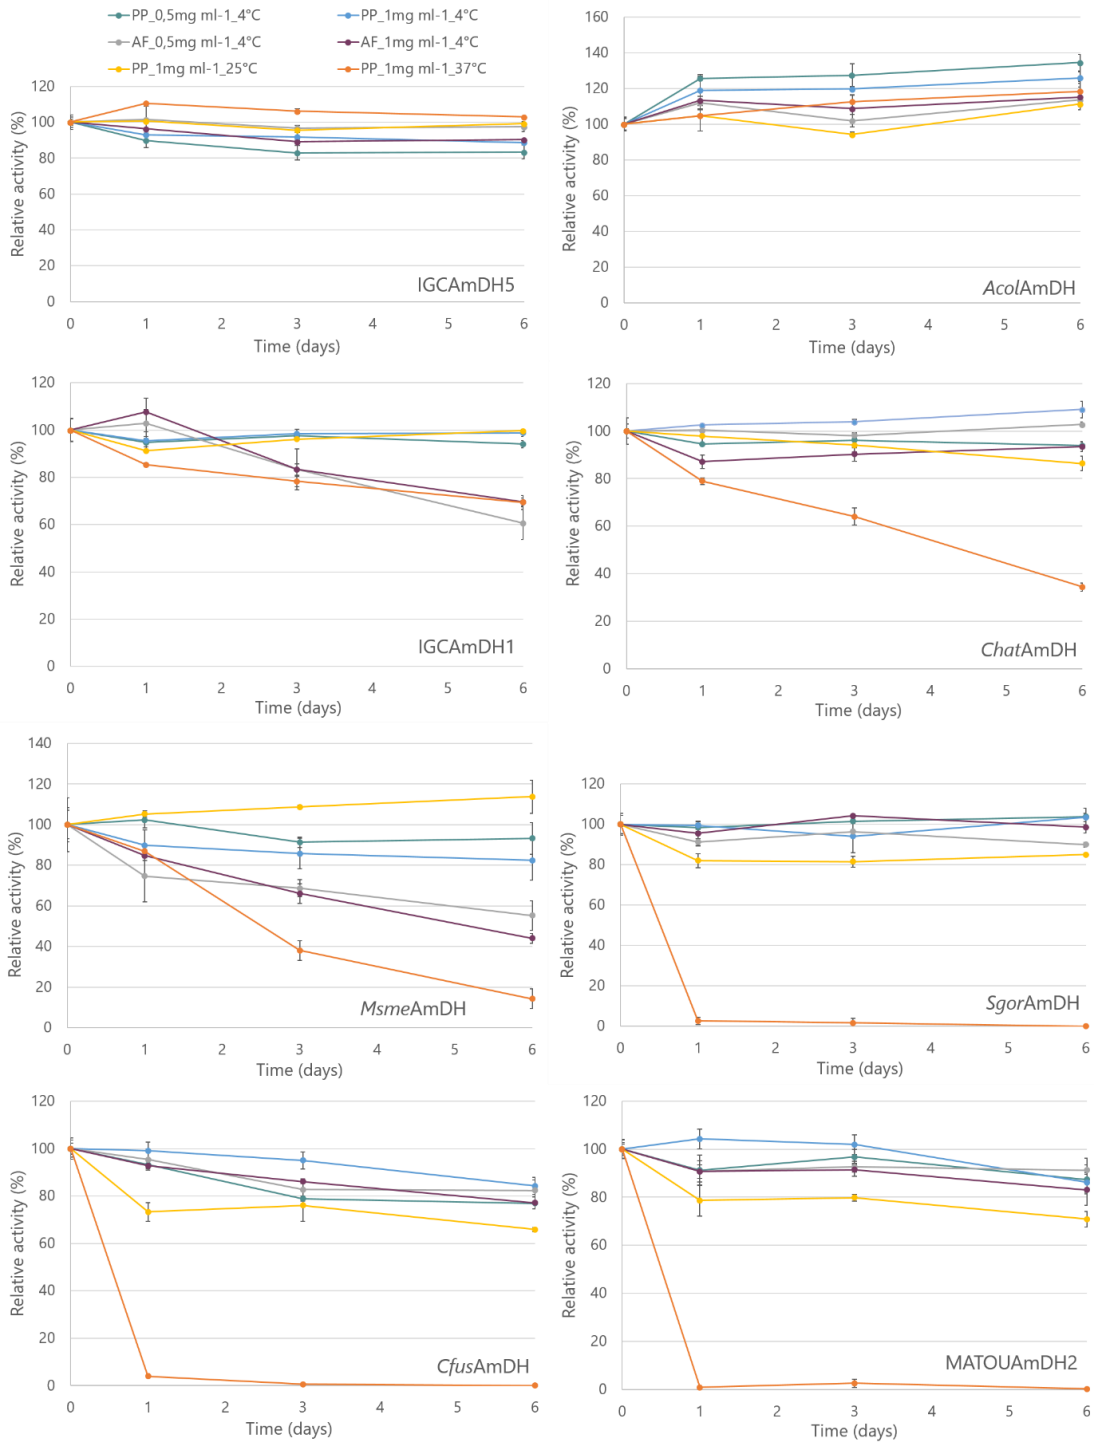 PP_0,5mg ml-1_4°C PP_1mg ml-1_4°C
AF_0,5mg ml-1_4°C AF_1mg ml-1_4°C
PP_1mg ml-1_25°C PP_1mg ml-1_37°C
Relative activity (%)
120
100
80
60
40
20
0
0 1 2 3 4 5 6
Time (days)
IGCAmDH5
Relative activity (%)
160
140
120
100
80
60
40
20
0
0 1 2 3 4 5 6
Time (days)
AcolAmDH
Relative activity (%)
120
100
80
60
40
20
0
0 1 2 3 4 5 6
Time (days)
IGCAmDH1
Relative activity (%)
120
100
80
60
40
20
0
0 1 2 3 4 5 6
Time (days)
ChatAmDH
Relative activity (%)
140
120
100
80
60
40
20
0
0 1 2 3 4 5 6
Time (days)
MsmeAmDH
Relative activity (%)
120
100
80
60
40
20
0
0 1 2 3 4 5 6
Time (days)
SgorAmDH
Relative activity (%)
120
100
80
60
40
20
0
0 1 2 3 4 5 6
Time (days)
CfusAmDH
Relative activity (%)
120
100
80
60
40
20
0
0 1 2 3 4 5 6
Time (days)
MATOUAmDH2